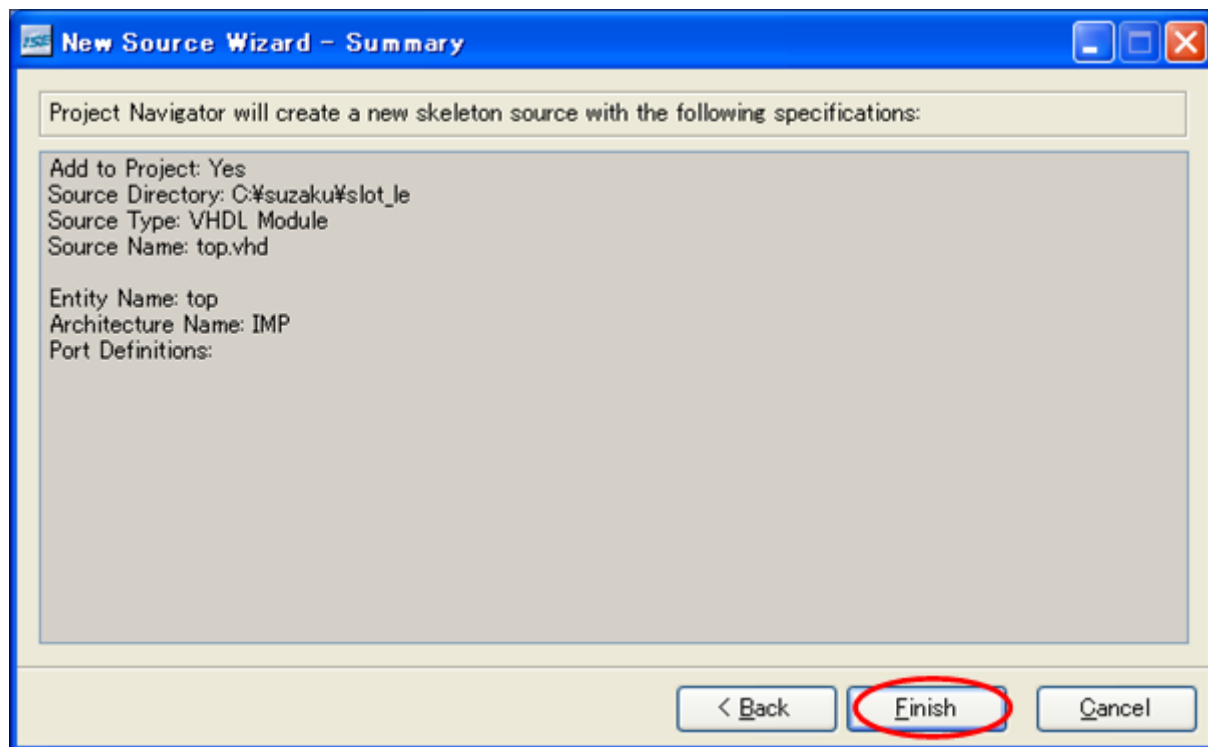 ISE New Source Wizard - Summary
Project Navigator will create a new skeleton source with the following specifications:
Add to Project: Yes
Source Directory: C:¥suzaku¥slot_le
Source Type: VHDL Module
Source Name: top.vhd
Entity Name: top
Architecture Name: IMP
Port Definitions:
< Back Finish Cancel